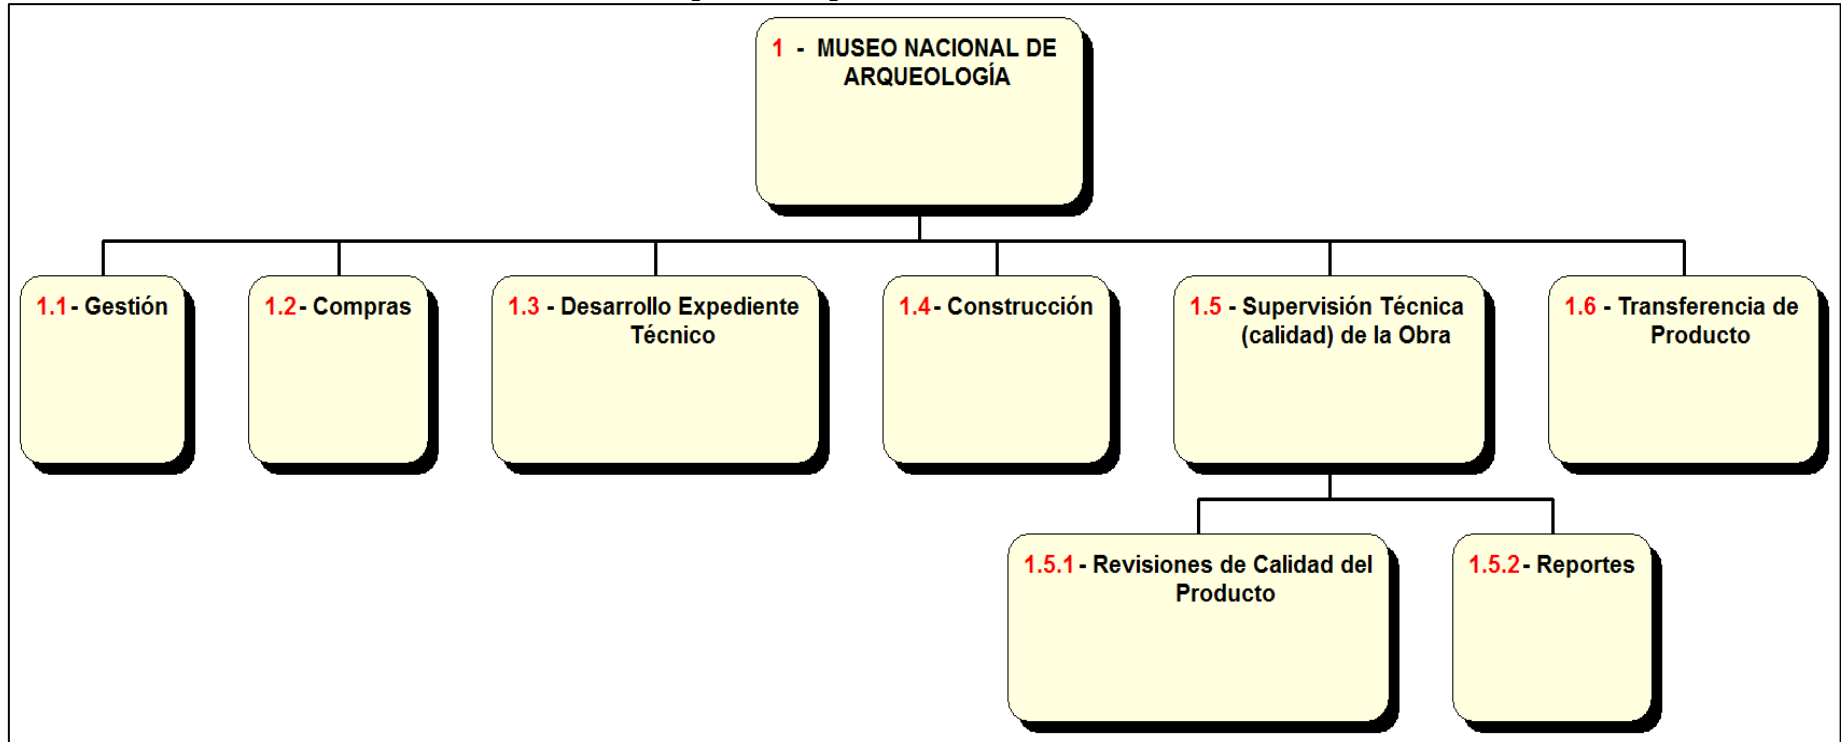 1 - MUSEO NACIONAL DE
ARQUEOLOGÍA
1.1 - Gestión
1.2 - Compras
1.3 - Desarrollo Expediente
Técnico
1.4 - Construcción
1.5 - Supervisión Técnica
(calidad) de la Obra
1.6 - Transferencia de
Producto
1.5.1 - Revisiones de Calidad del
Producto
1.5.2 - Reportes